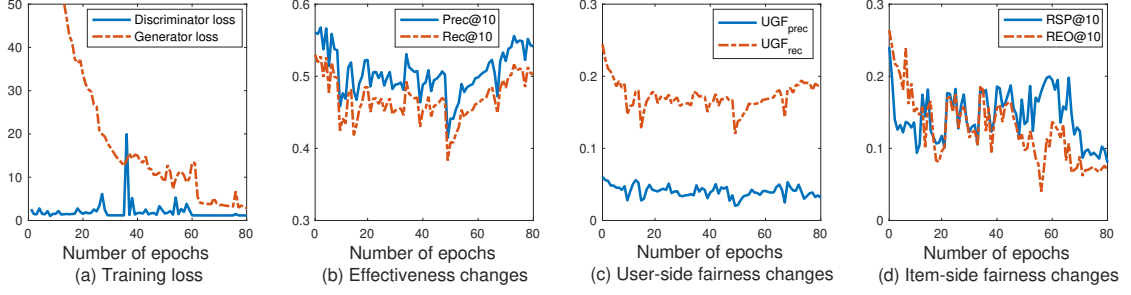 50
40
30
20
10
0
Discriminator loss
Generator loss
0 20 40 60 80
Number of epochs
(a) Training loss
0.6
0.5
0.4
0.3
Prec@10
Rec@10
0 20 40 60 80
Number of epochs
(b) Effectiveness changes
0.3
0.2
0.1
0
UGFprec
UGFrec
0 20 40 60 80
Number of epochs
(c) User-side fairness changes
0.3
0.2
0.1
0
RSP@10
REO@10
0 20 40 60 80
Number of epochs
(d) Item-side fairness changes